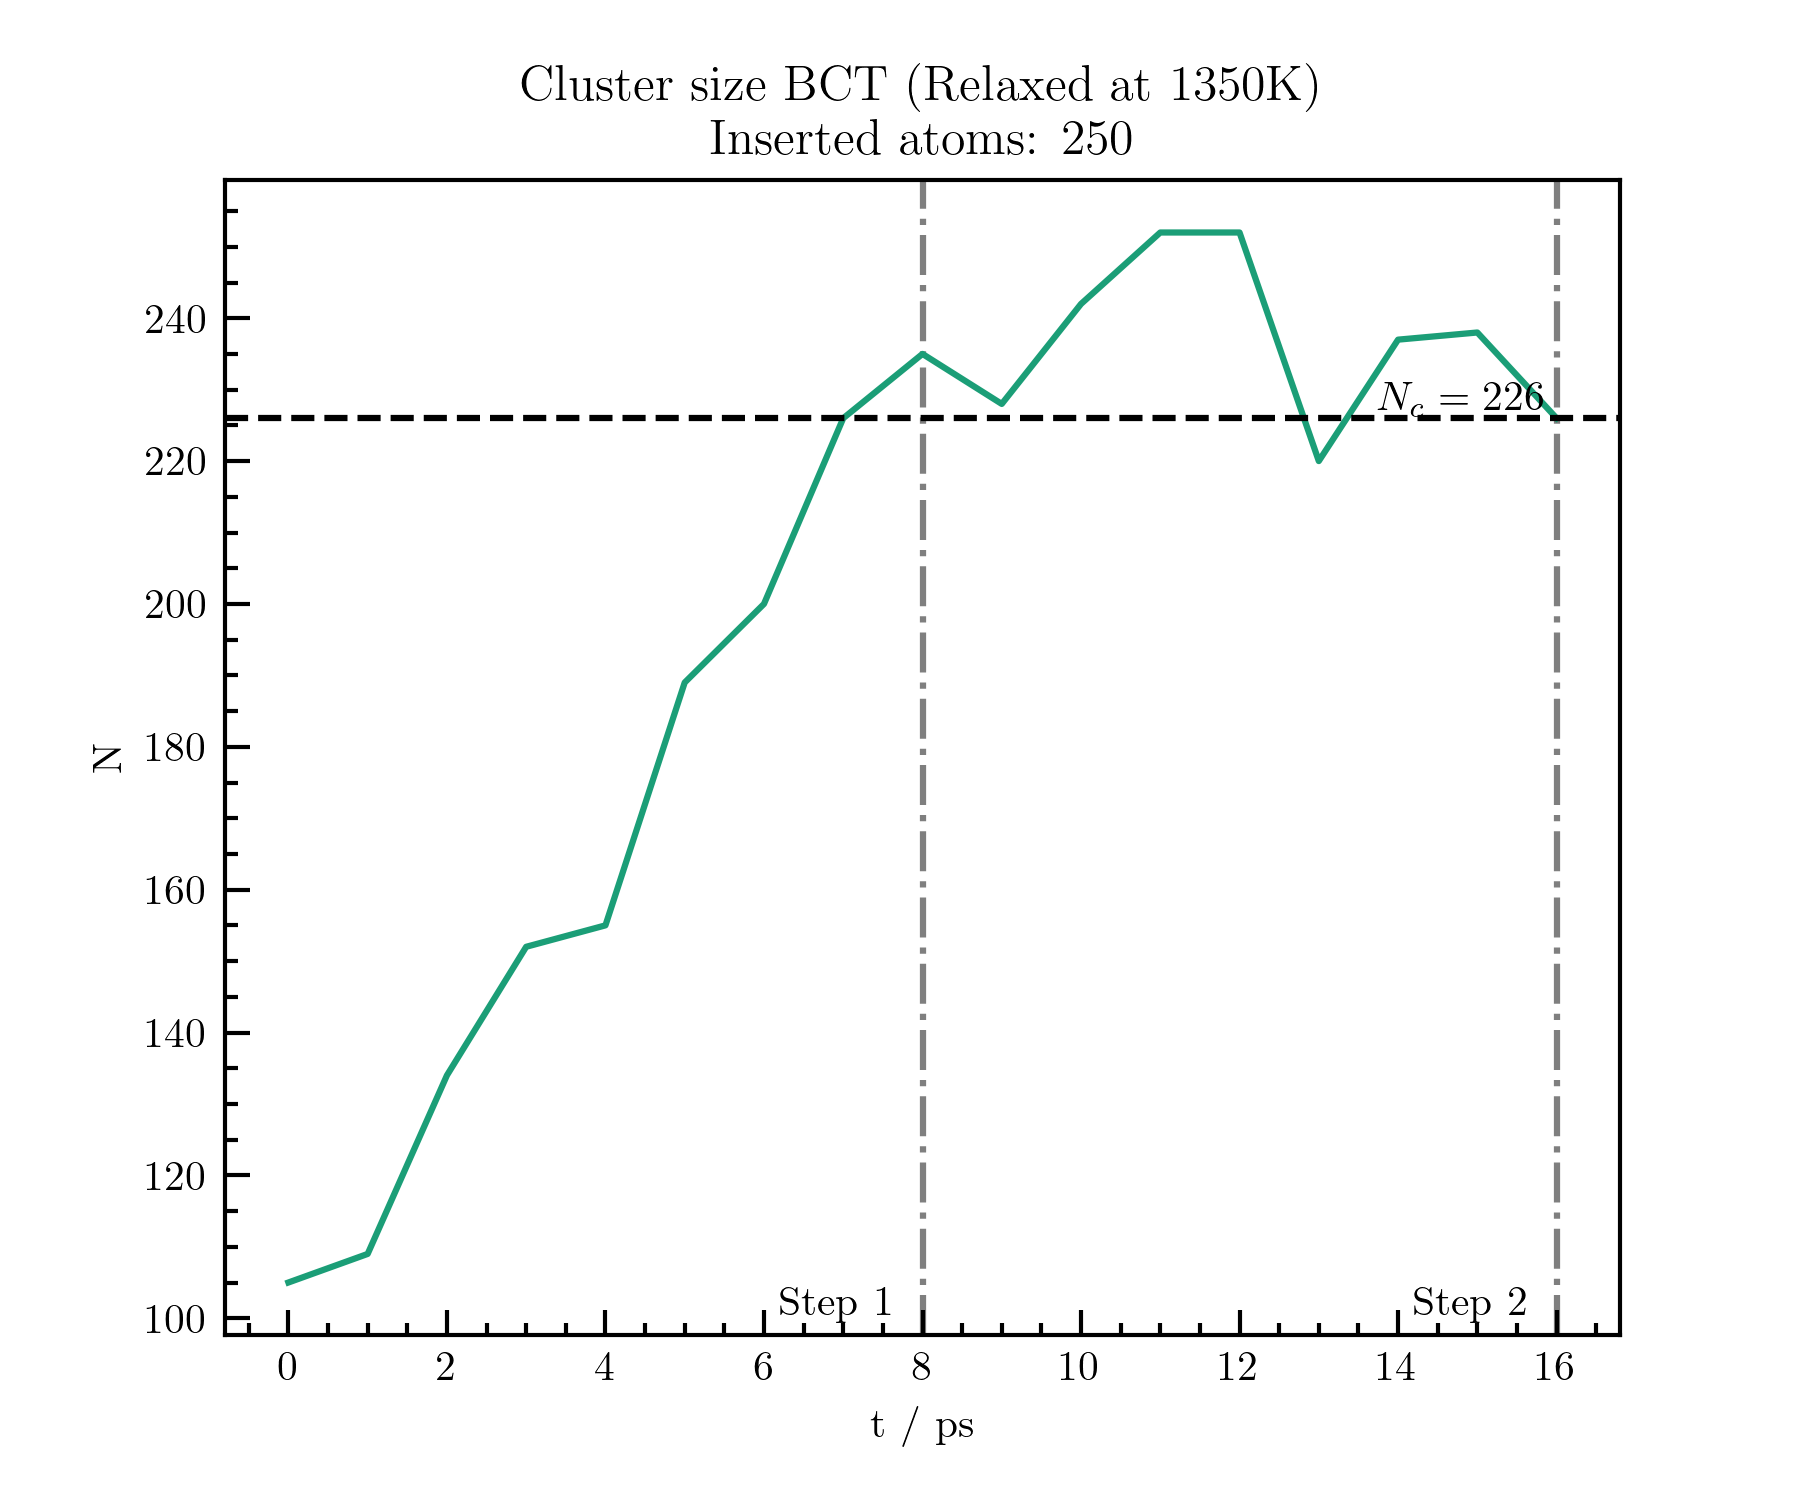 Cluster size BCT (Relaxed at 1350K)
Inserted atoms: 250
N
240
220
200
180
160
140
120
100
N_c = 226
Step 1
Step 2
0 2 4 6 8 10 12 14 16
t / ps